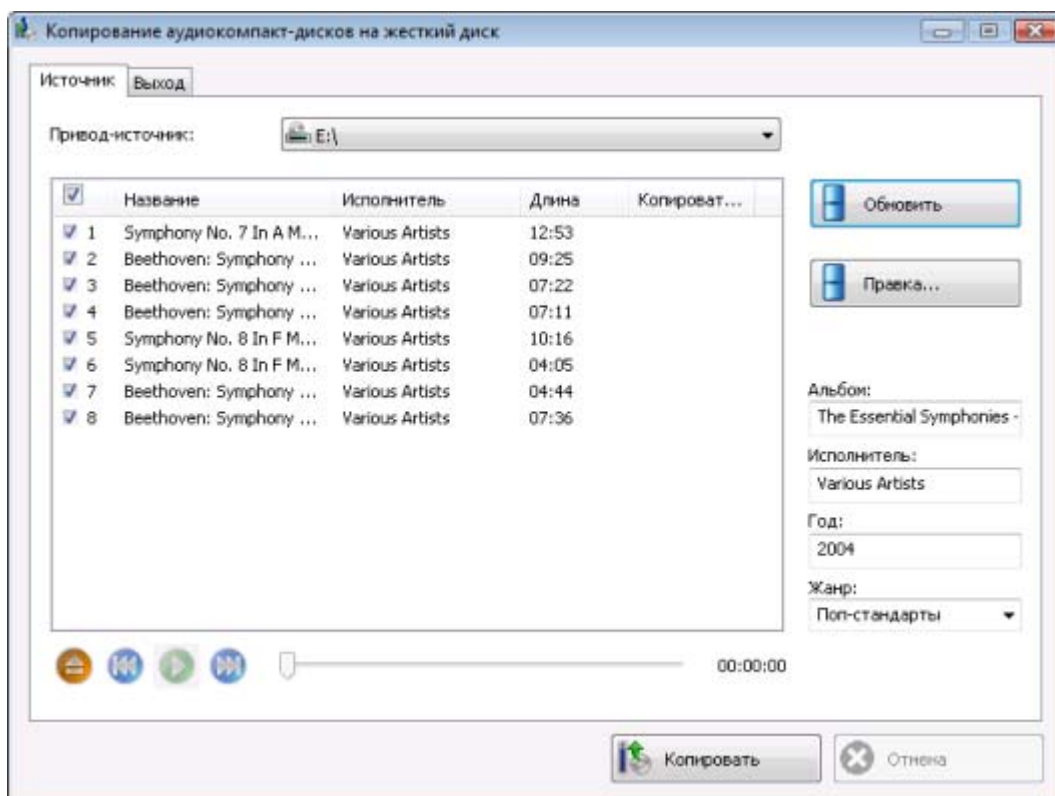 Копирование аудиокомпакт-дисков на жесткий диск
Источник Выход
Привод-источник: E:\
Название Исполнитель Длина Копироват...
1 Symphony No. 7 In A M... Various Artists 12:53
2 Beethoven: Symphony ... Various Artists 09:25
3 Beethoven: Symphony ... Various Artists 07:22
4 Beethoven: Symphony ... Various Artists 07:11
5 Symphony No. 8 In F M... Various Artists 10:16
6 Symphony No. 8 In F M... Various Artists 04:05
7 Beethoven: Symphony ... Various Artists 04:44
8 Beethoven: Symphony ... Various Artists 07:36
Обновить
Правка...
Альбом:
The Essential Symphonies -
Исполнитель:
Various Artists
Год:
2004
Жанр:
Поп-стандарты
00:00:00
Копировать Отмена